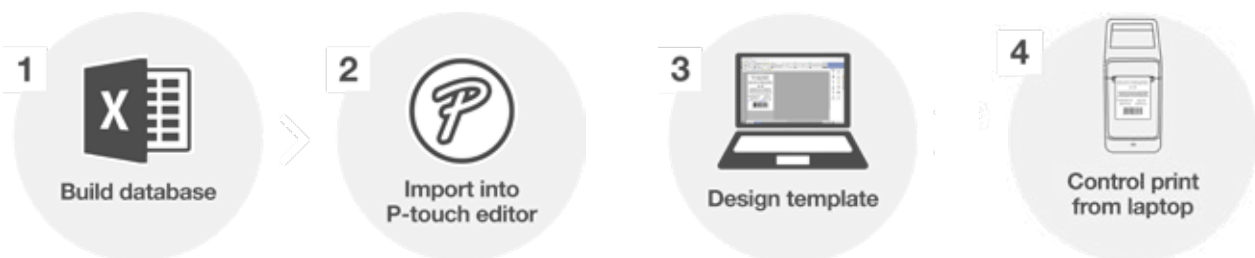 1
X
Build database
2
P
Import into
P-touch editor
3
Design template
4
Control print
from laptop